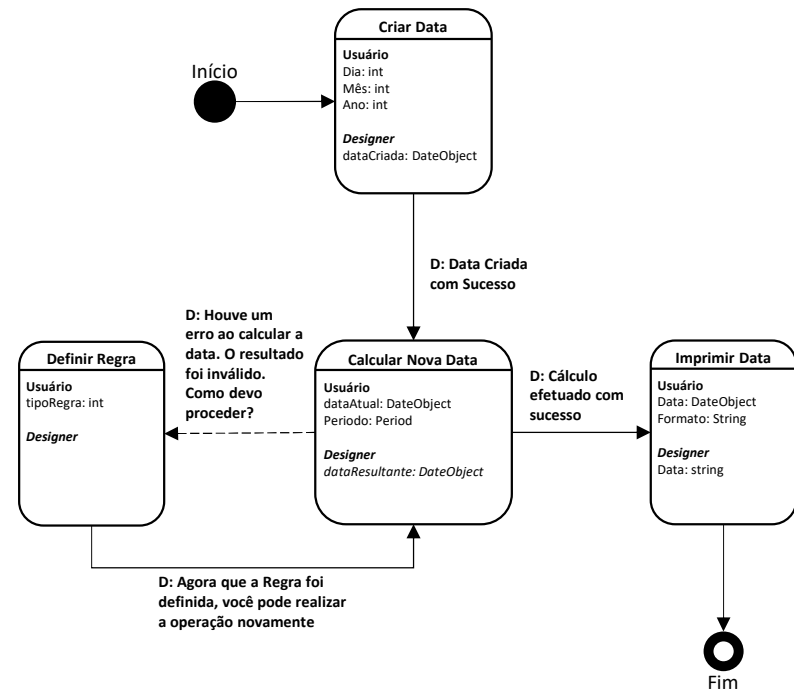 Criar Data
Usuário
Dia: int
Mês: int
Ano: int
Designer
dataCriada: DateObject
Início
D: Data Criada
com Sucesso
D: Houve um
erro ao calcular a
data. O resultado
foi inválido.
Como devo
proceder?
Definir Regra
Usuário
tipoRegra: int
Designer
Calcular Nova Data
Usuário
dataAtual: DateObject
Periodo: Period
Designer
dataResultante: DateObject
D: Cálculo
efetuado com
sucesso
Imprimir Data
Usuário
Data: DateObject
Formato: String
Designer
Data: string
D: Agora que a Regra foi
definida, você pode realizar
a operação novamente
Fim